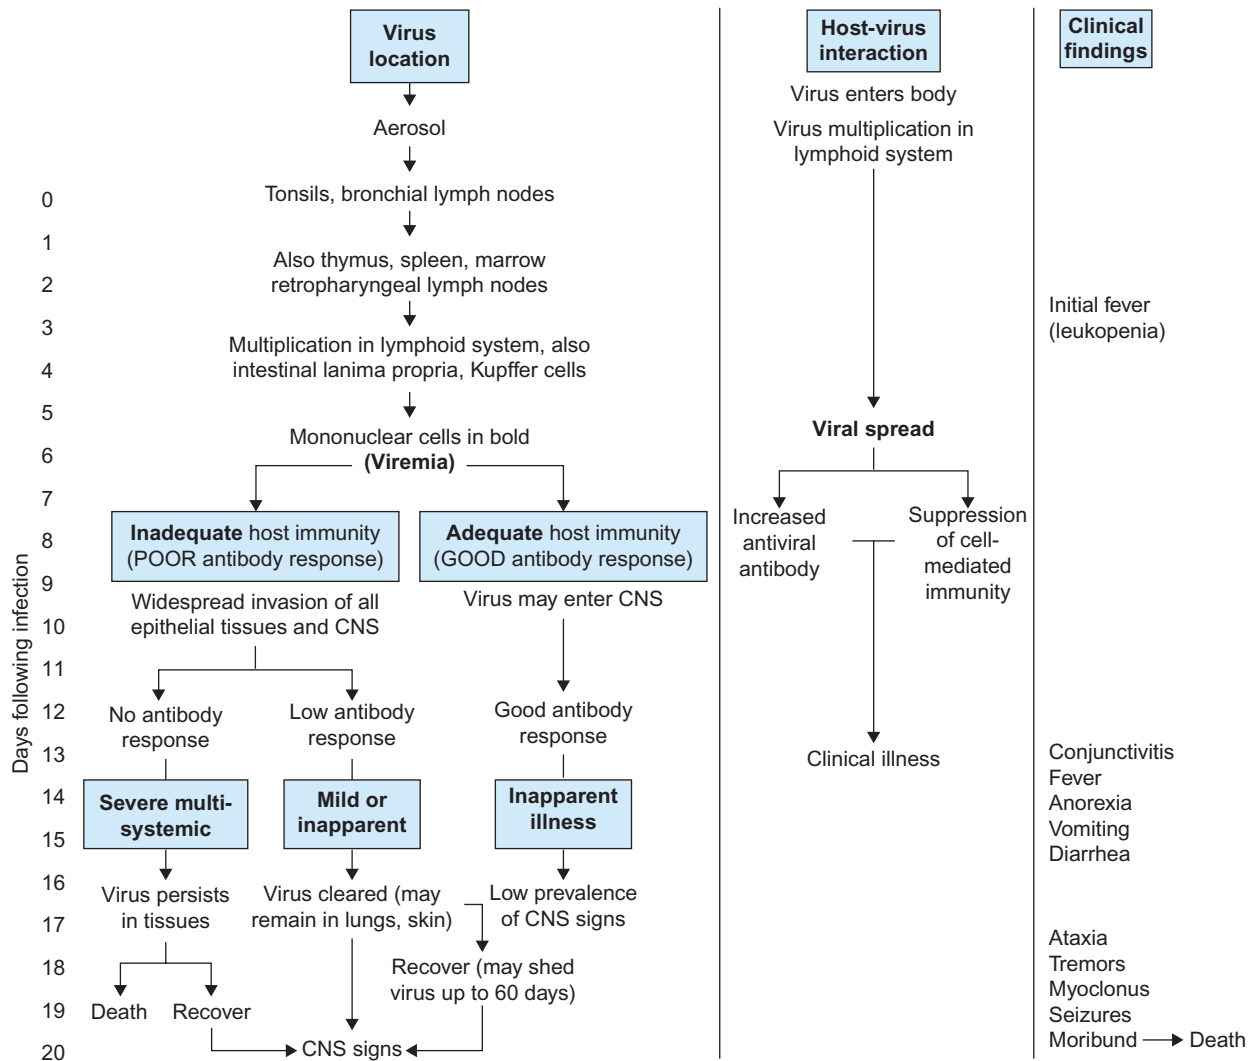 Virus
location
Aerosol
Tonsils, bronchial lymph nodes
Also thymus, spleen, marrow
retropharyngeal lymph nodes
Multiplication in lymphoid system, also
intestinal lanima propria, Kupffer cells
Mononuclear cells in bold
(Viremia)
Inadequate host immunity
(POOR antibody response)
Adequate host immunity
(GOOD antibody response)
Widespread invasion of all
epithelial tissues and CNS
Virus may enter CNS
No antibody
response
Low antibody
response
Good antibody
response
Severe multi-
systemic
Mild or
inapparent
Inapparent
illness
Virus persists
in tissues
Virus cleared (may
remain in lungs, skin)
Low prevalence
of CNS signs
Recover (may shed
virus up to 60 days)
Death
Recover
CNS signs
Days following infection
0
1
2
3
4
5
6
7
8
9
10
11
12
13
14
15
16
17
18
19
20
Host-virus
interaction
Virus enters body
Virus multiplication in
lymphoid system
Viral spread
Increased
antiviral
antibody
Suppression
of cell-
mediated
immunity
Clinical illness
Clinical
findings
Initial fever
(leukopenia)
Conjunctivitis
Fever
Anorexia
Vomiting
Diarrhea
Ataxia
Tremors
Myoclonus
Seizures
Moribund
Death